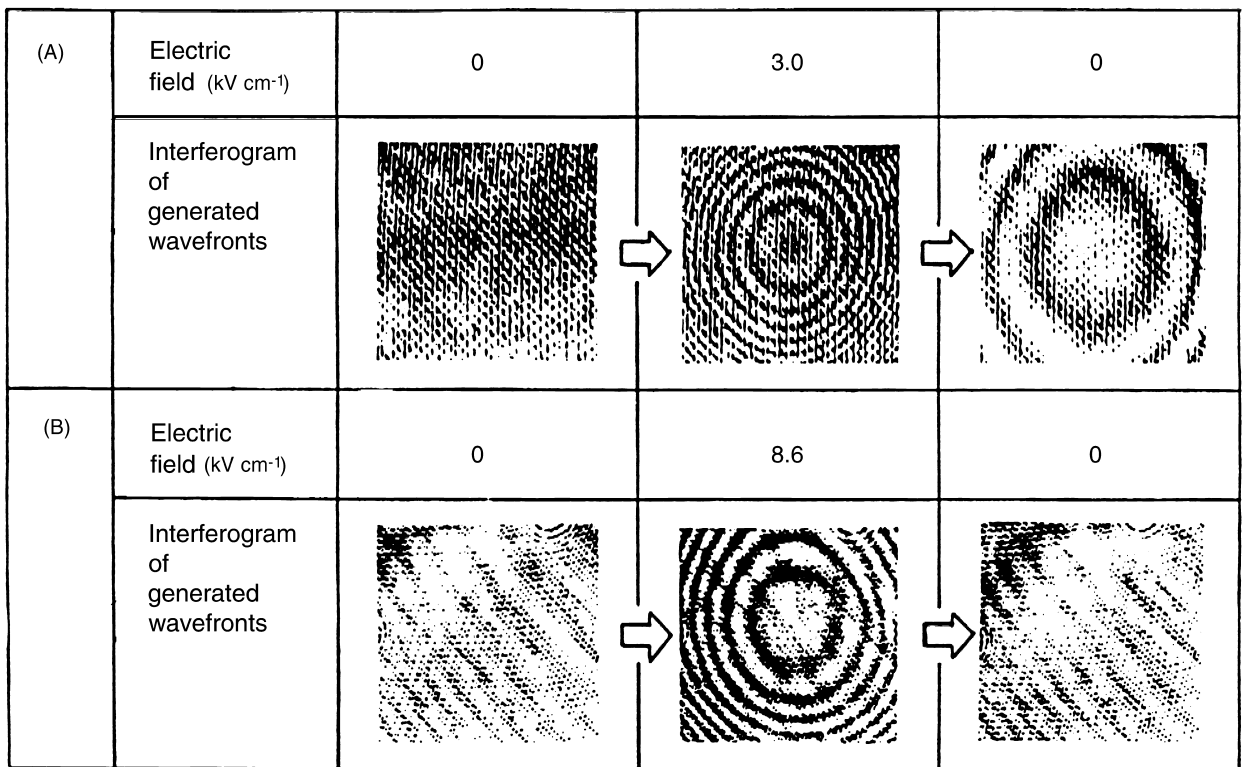 (A)
Electric
field (kV cm-1)
0
3.0
0
Interferogram
of
generated
wavefronts
(B)
Electric
field (kV cm-1)
0
8.6
0
Interferogram
of
generated
wavefronts